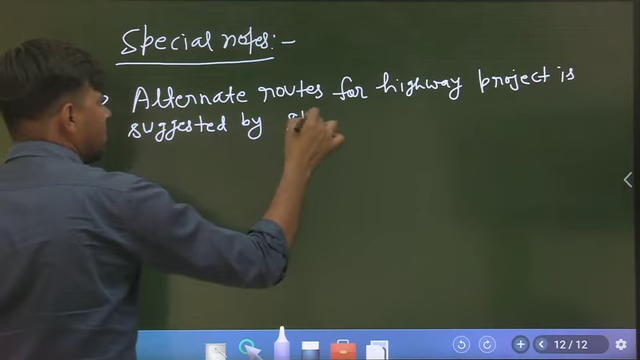 Special notes:-
Alternate routes for highway project is
suggested by
12/12